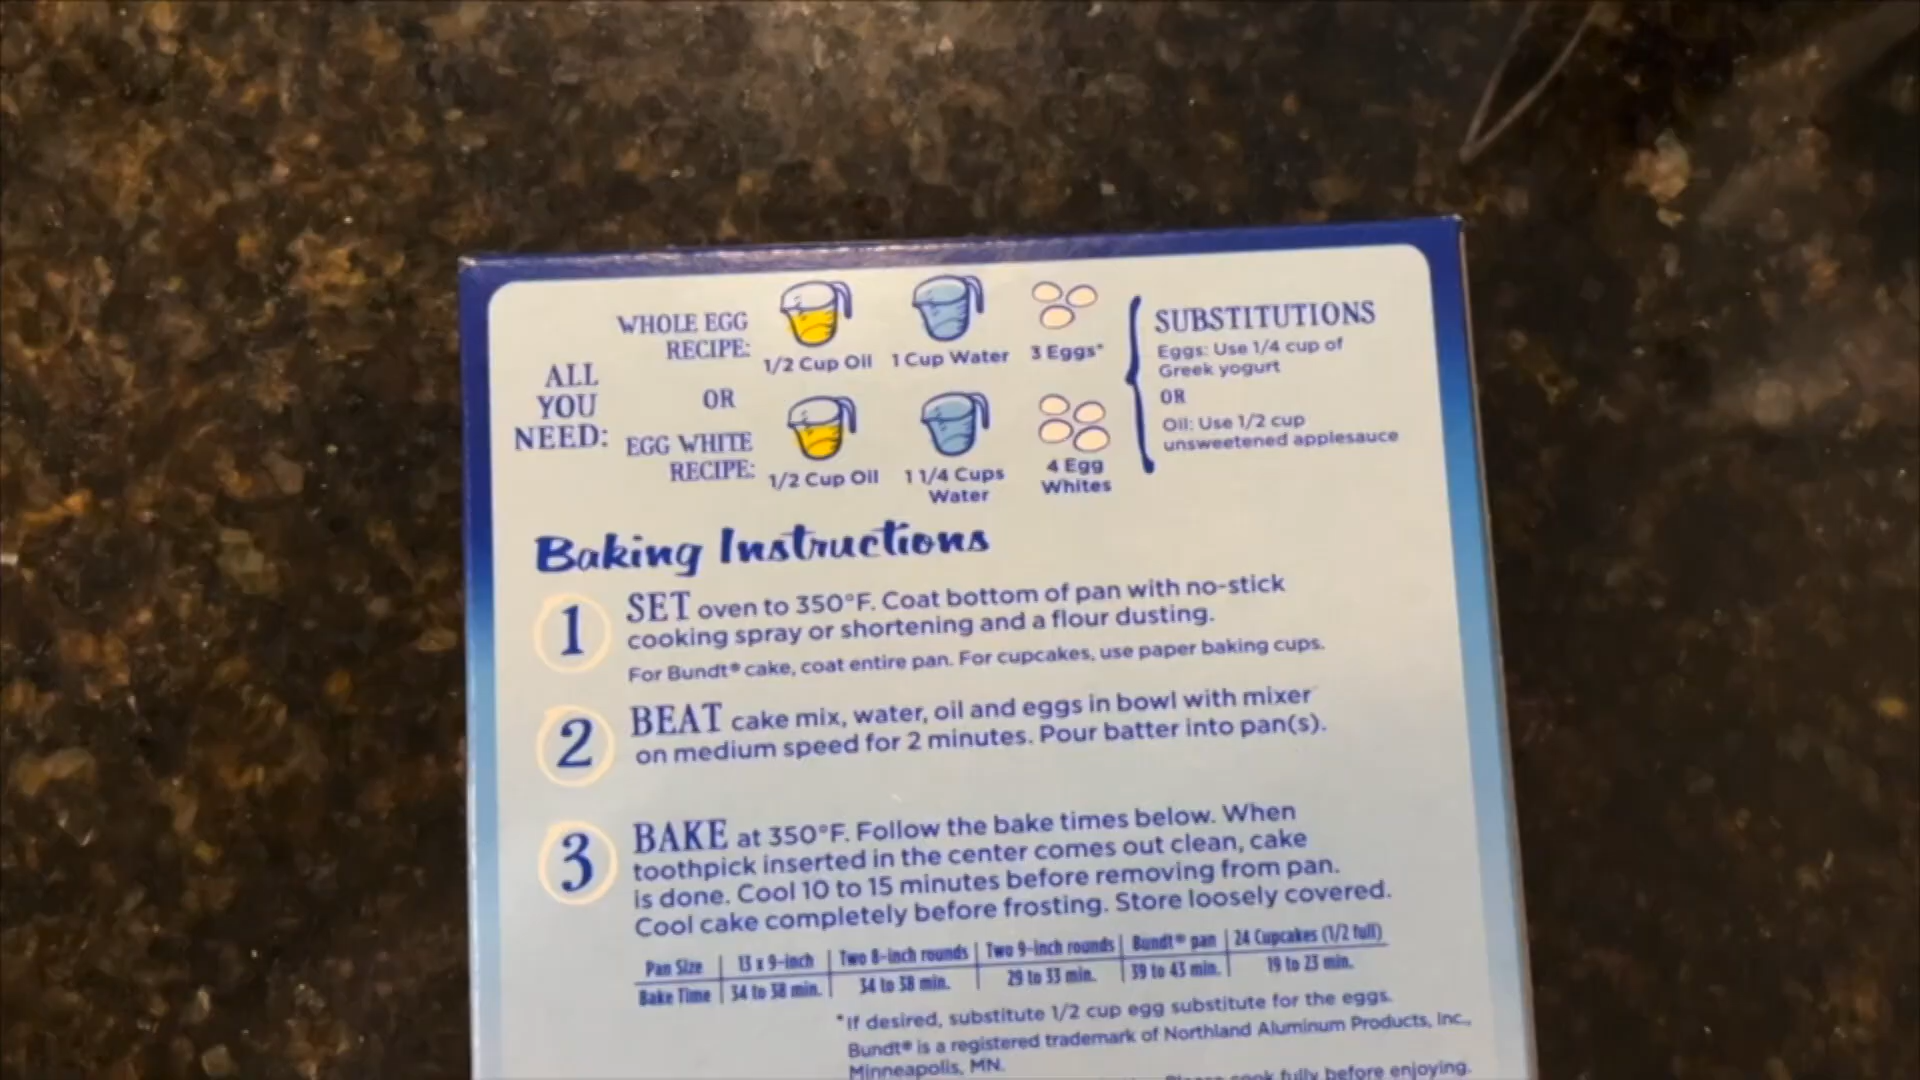 ALL
YOU
NEED:
WHOLE EGG
RECIPE:
1/2 Cup Oil
1 Cup Water
3 Eggs*
OR
EGG WHITE
RECIPE:
1/2 Cup Oil
1 1/4 Cups
Water
4 Egg
Whites
SUBSTITUTIONS
Eggs: Use 1/4 cup of
Greek yogurt
OR
Oil: Use 1/2 cup
unsweetened applesauce
Baking Instructions
1
SET oven to 350°F. Coat bottom of pan with no-stick
cooking spray or shortening and a flour dusting.
For Bundt® cake, coat entire pan. For cupcakes, use paper baking cups.
2
BEAT cake mix, water, oil and eggs in bowl with mixer
on medium speed for 2 minutes. Pour batter into pan(s).
3
BAKE at 350°F. Follow the bake times below. When
toothpick inserted in the center comes out clean, cake
is done. Cool 10 to 15 minutes before removing from pan.
Cool cake completely before frosting. Store loosely covered.
Pan Size 13 x 9-inch Two 8-inch rounds Two 9-inch rounds Bundt® pan 24 Cupcakes (1/2 full)
Bake Time 34 to 38 min. 34 to 38 min. 29 to 33 min. 39 to 43 min. 19 to 23 min.
*If desired, substitute 1/2 cup egg substitute for the eggs.
Bundt® is a registered trademark of Northland Aluminum Products, Inc.,
Minneapolis, MN.
cook fully before enjoying.